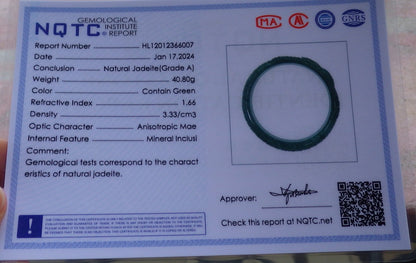 NQTC
GEMOLOGICAL
INSTITUTE
REPORT
MA
GNRS
Report Number HL12012366007
Date Jan 17,2024
Conclusion Natural Jadeite(Grade A)
Weight 40.80g
Color Contain Green
Refractive Index 1.66
Density 3.33/cm3
Optic Character Anisotropic Mae
Internal Feature Mineral Inclusi
Comment:
Gemological tests correspond to the charact
eristics of natural jadeite.
Approver:
Check this report at NQTC.net